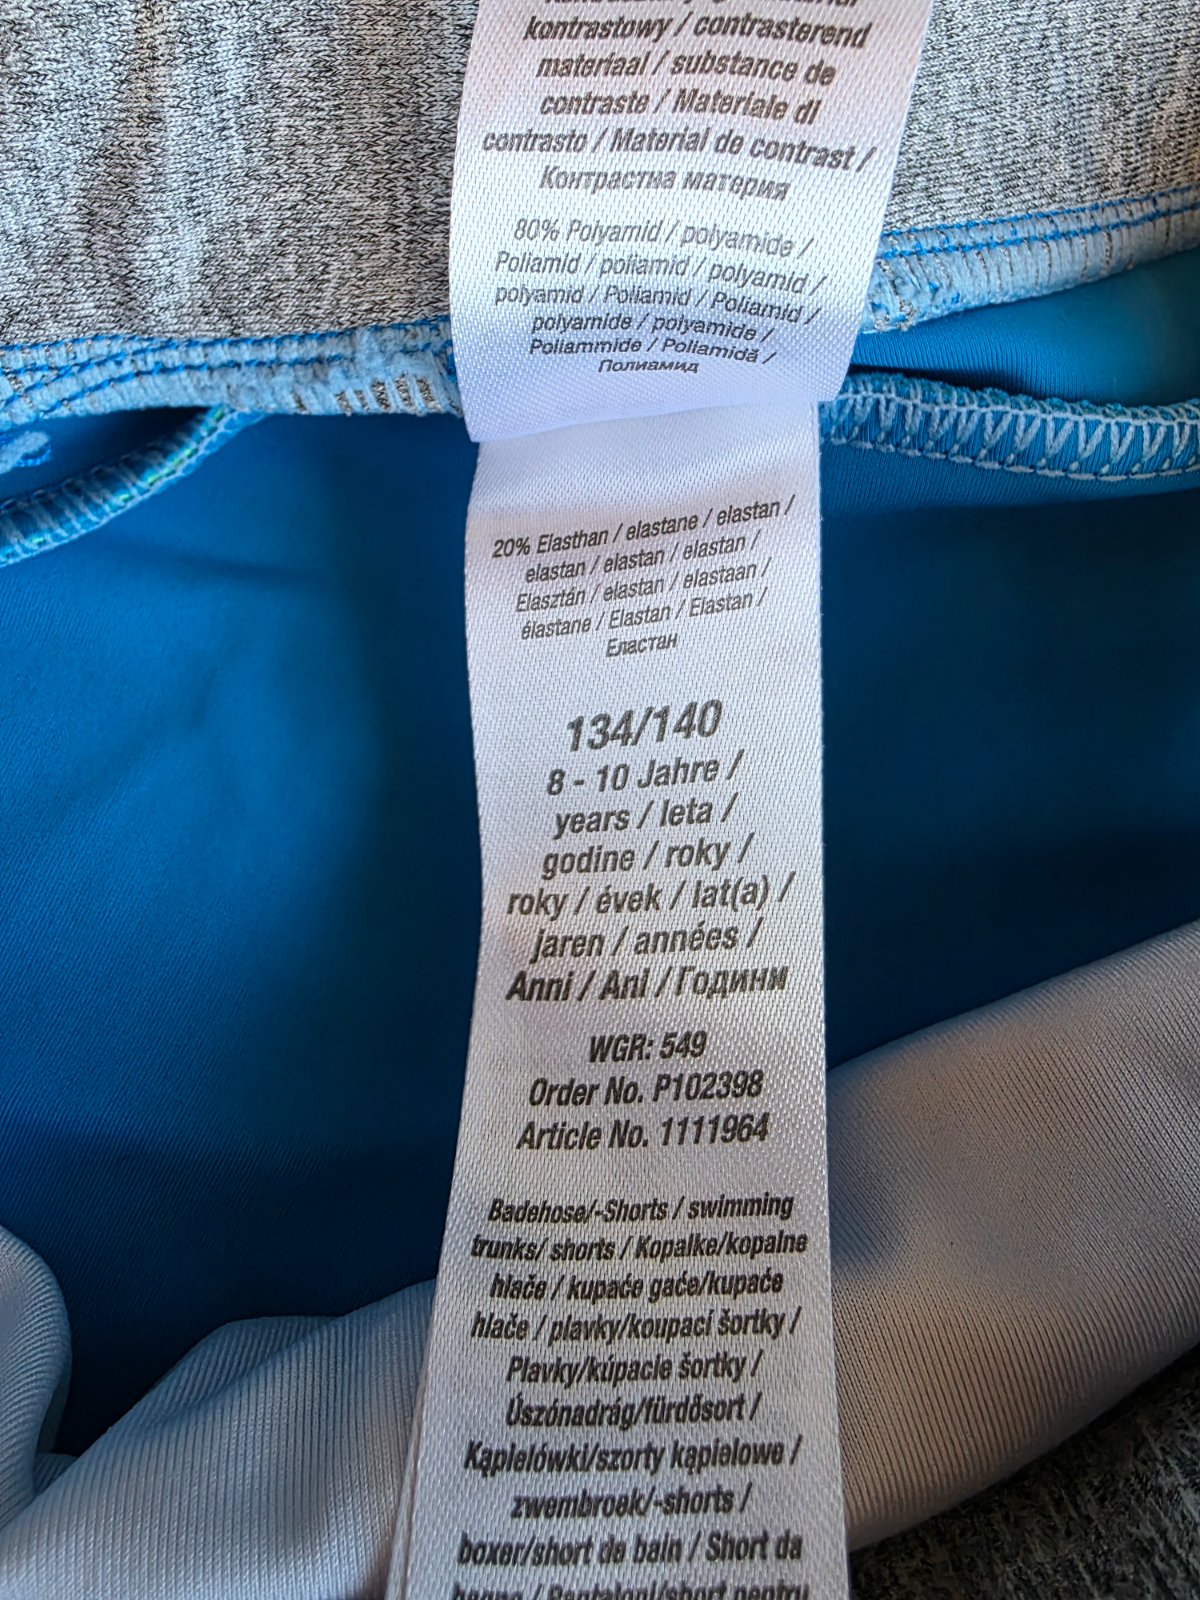 kontrastowy / contrasterend
materiaal / substance de
contraste / Materiale di
contrasto / Material de contrast /
Контрастна материя
80% Polyamid / polyamide /
Poliamid / poliamid / polyamid /
polyamid / Poliamid / Poliamid /
polyamide / polyamide /
Poliammide / Poliamidă /
Полиамид
20% Elasthan / elastane / elastan /
elastan / elastan / elastan /
Elasztán / elastan / elastaan /
élastane / Elastan / Elastan /
Еластан
134/140
8 - 10 Jahre /
years / leta /
godine / roky /
roky / évek / lat(a) /
jaren / années /
Anni / Ani / Години
WGR: 549
Order No. P102398
Article No. 1111964
Badehose/-Shorts / swimming
trunks/ shorts / Kopalke/kopalne
hlače / kupaće gaće/kupaće
hlače / plavky/koupací šortky /
Plavky/kúpacie šortky /
Úszónadrág/fürdősort /
Kąpielówki/szorty kąpielowe /
zwembroek/-shorts /
boxer/short de bain / Short da
bagno / Pantaloni/short pentru